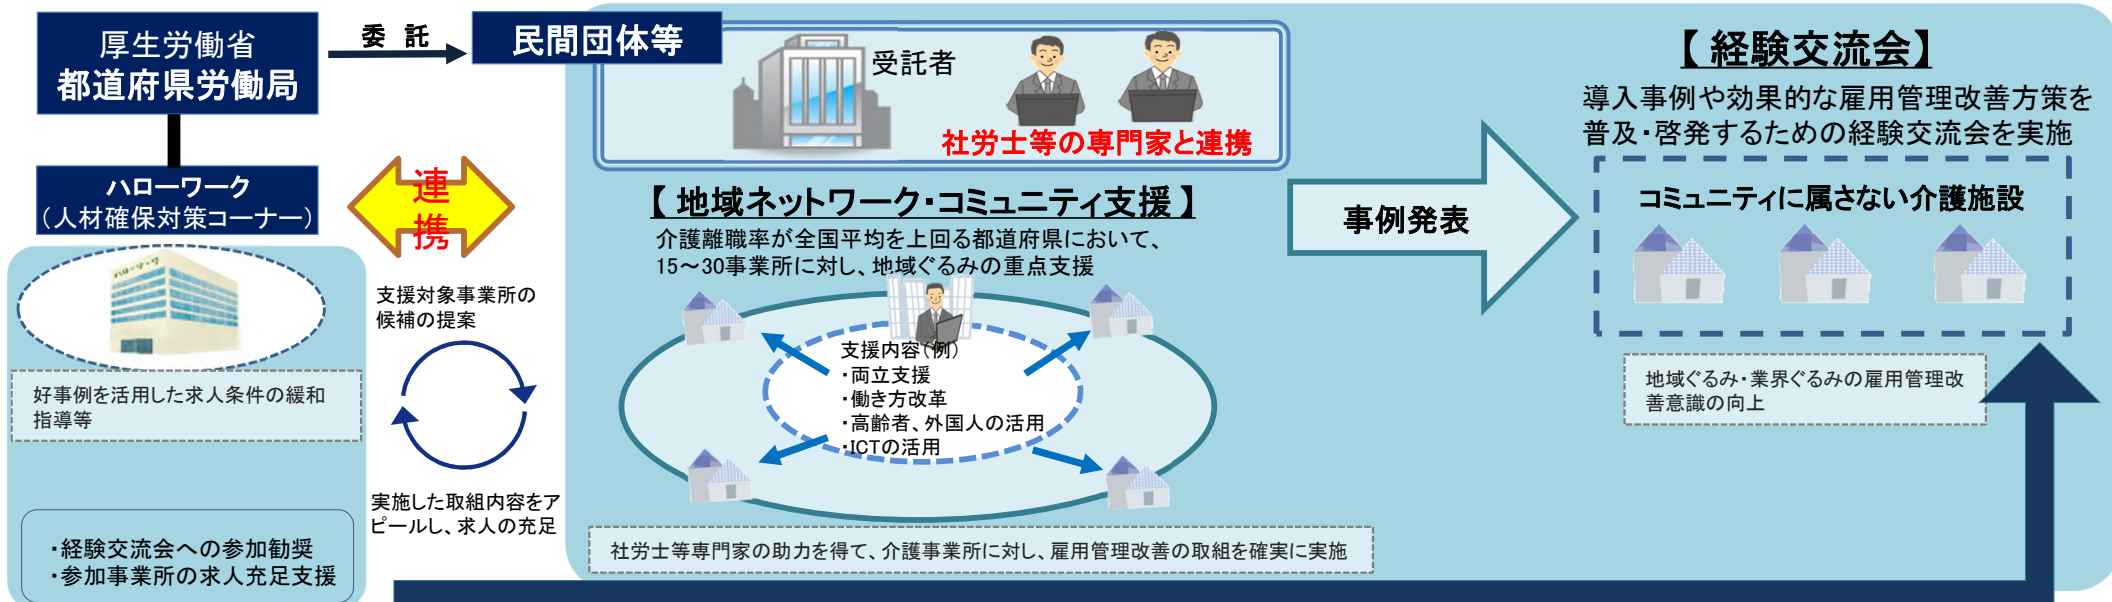 厚生労働省
都道府県労働局
委 託
民間団体等
受託者
社労士等の専門家と連携
ハローワーク
（人材確保対策コーナー）
連
携
ハローワーク
好事例を活用した求人条件の緩和
指導等
・経験交流会への参加勧奨
・参加事業所の求人充足支援
支援対象事業所の
候補の提案
実施した取組内容をア
ピールし、求人の充足
【 地域ネットワーク・コミュニティ支援 】
介護離職率が全国平均を上回る都道府県において、
15～30事業所に対し、地域ぐるみの重点支援
支援内容（例）
・両立支援
・働き方改革
・高齢者、外国人の活用
・ICTの活用
社労士等専門家の助力を得て、介護事業所に対し、雇用管理改善の取組を確実に実施
事例発表
【 経験交流会】
導入事例や効果的な雇用管理改善方策を
普及・啓発するための経験交流会を実施
コミュニティに属さない介護施設
地域ぐるみ・業界ぐるみの雇用管理改
善意識の向上